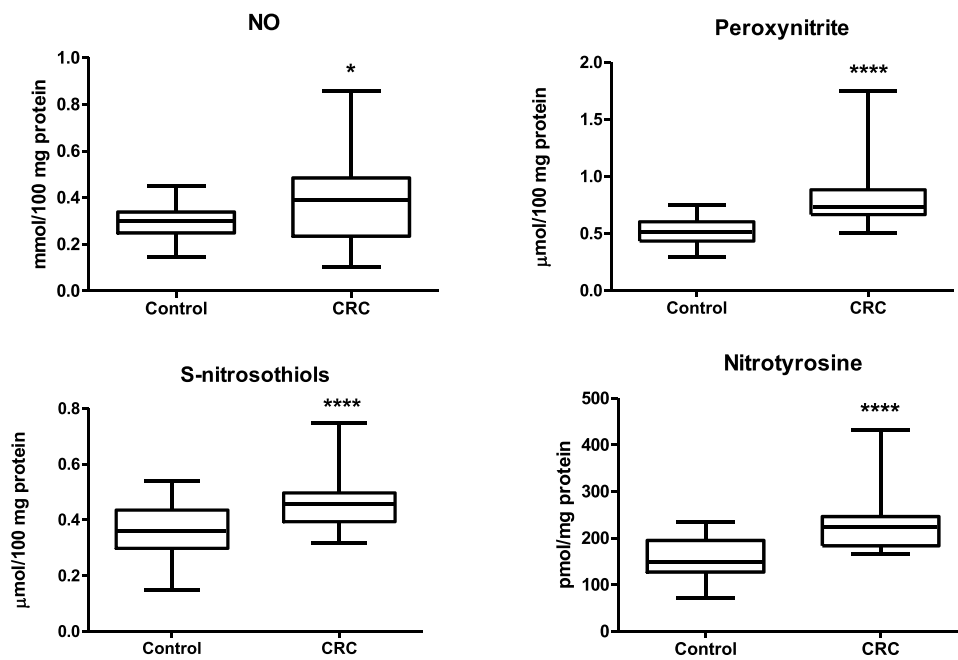 NO
mmol/100 mg protein
1.0
0.8
0.6
0.4
0.2
0.0
*
Control
CRC
Peroxynitrite
μmol/100 mg protein
2.0
1.5
1.0
0.5
0.0
****
Control
CRC
S-nitrosothiols
μmol/100 mg protein
0.8
0.6
0.4
0.2
0.0
****
Control
CRC
Nitrotyrosine
pmol/mg protein
500
400
300
200
100
0
****
Control
CRC